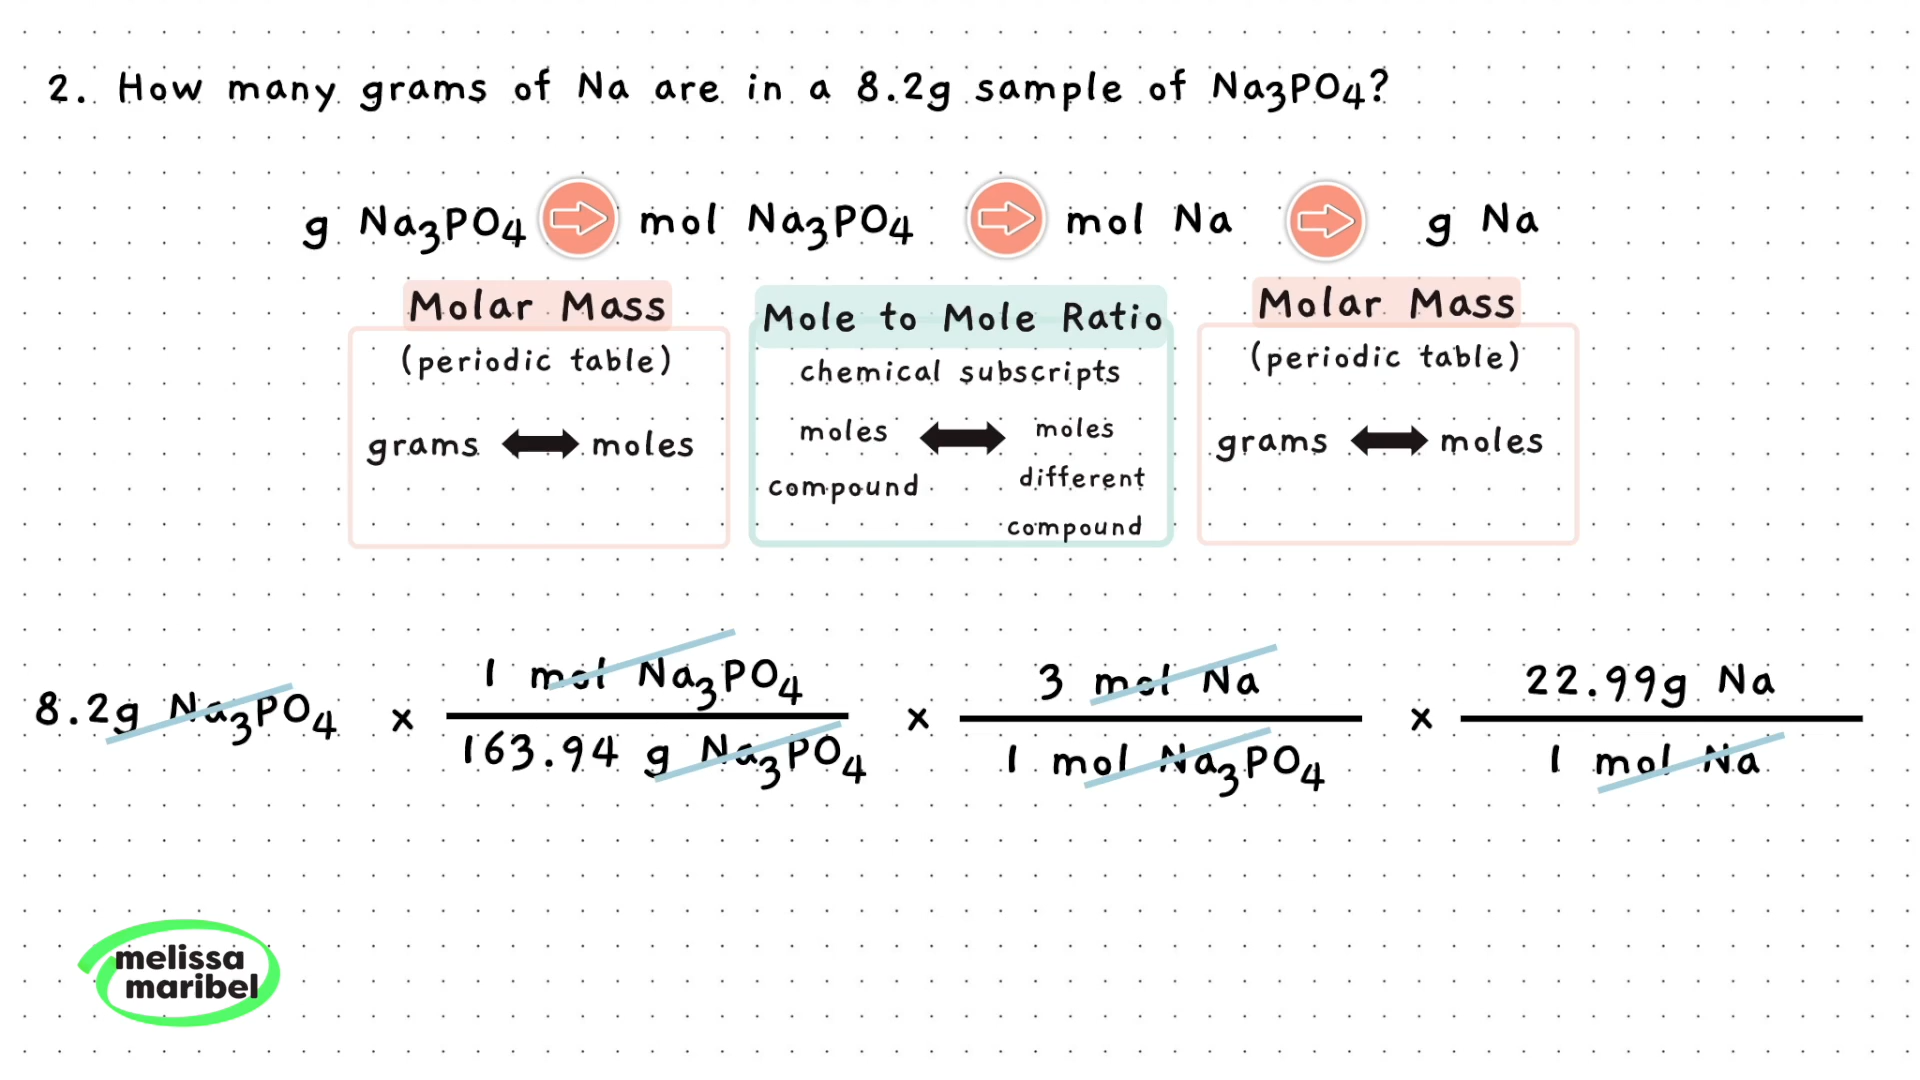 2. How many grams of Na are in a 8.2g sample of Na3PO4?
g Na3PO4 mol Na3PO4 mol Na g Na
Molar Mass
(periodic table)
grams moles
Mole to Mole Ratio
chemical subscripts
moles moles
compound different
compound
Molar Mass
(periodic table)
grams moles
8.2g Na3PO4 x 1 mol Na3PO4 x 3 mol Na x 22.99g Na
163.94 g Na3PO4 1 mol Na3PO4 1 mol Na
melissa
maribel